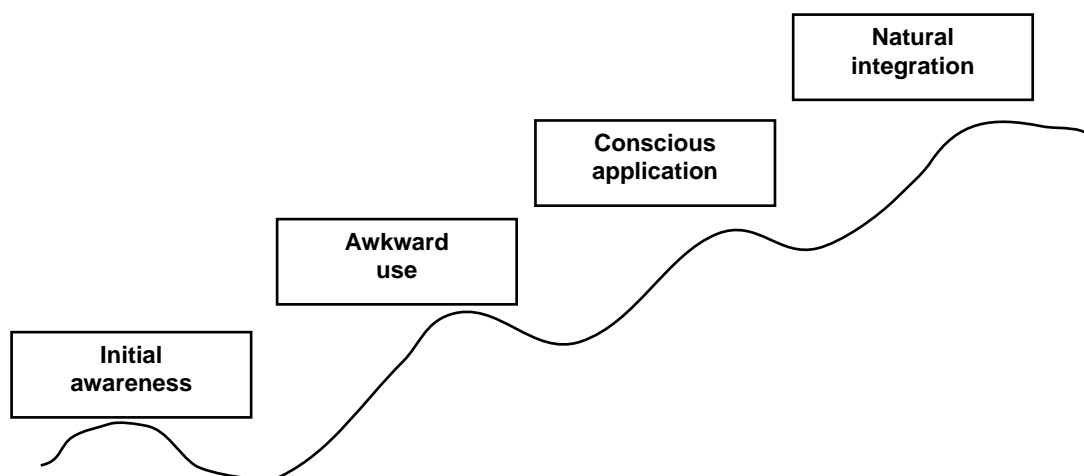 Natural
integration
Conscious
application
Awkward
use
Initial
awareness